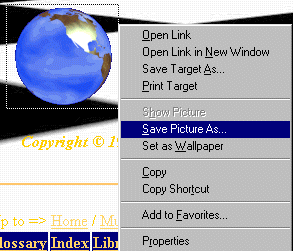 Open Link
Open Link in New Window
Save Target As...
Print Target
Show Picture
Save Picture As...
Set as Wallpaper
Copy
Copy Shortcut
Add to Favorites...
Properties
Copyright © 1
p to => Home /
lossary Index